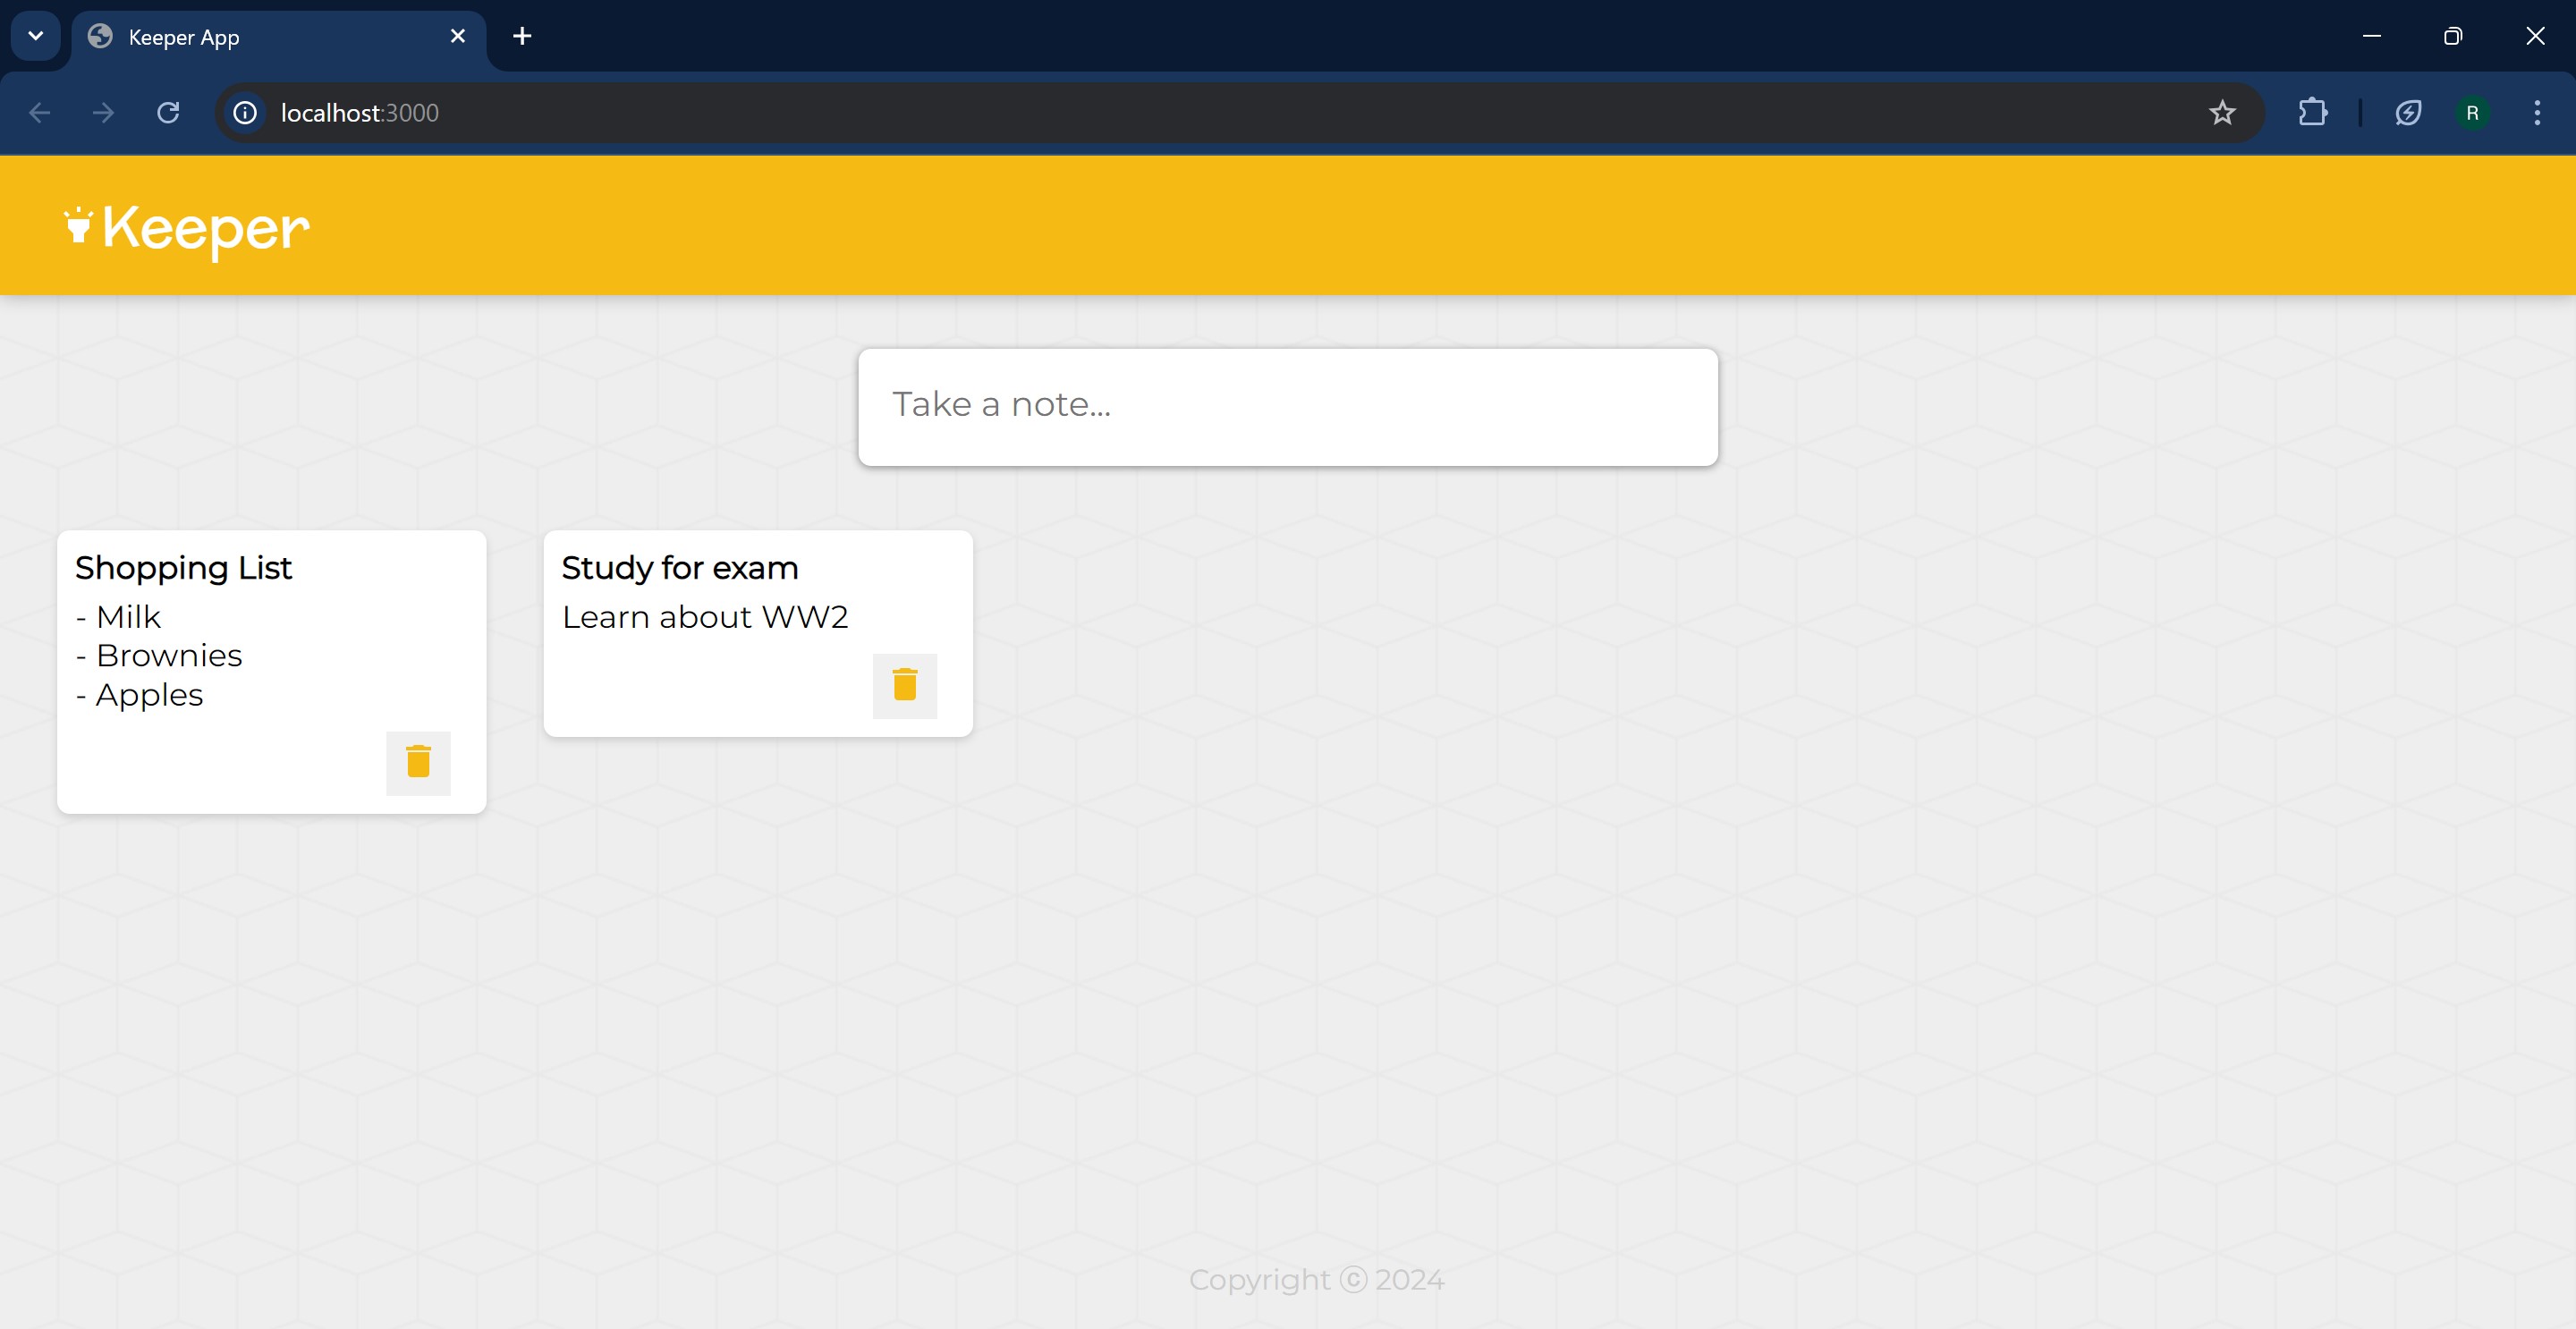 Keeper App
localhost:3000
R
Keeper
Take a note...
Shopping List
- Milk
- Brownies
- Apples
Study for exam
Learn about WW2
Copyright ⓒ 2024